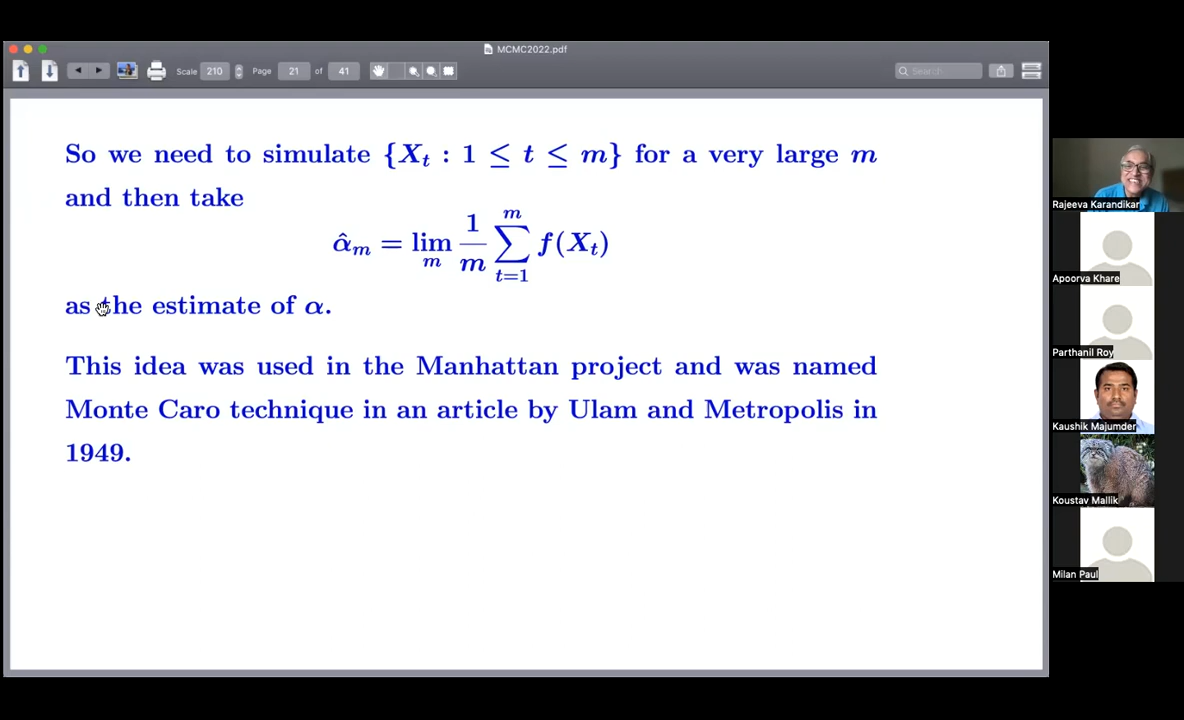 MCMC2022.pdf
Scale 210 Page 21 of 41 Search
So we need to simulate {X_t : 1 ≤ t ≤ m} for a very large m
and then take
α̂_m = lim_m 1/m ∑_{t=1}^{m} f(X_t)
as the estimate of α.
This idea was used in the Manhattan project and was named
Monte Caro technique in an article by Ulam and Metropolis in
1949.
Rajeeva Karandikar
Apoorva Khare
Parthanil Roy
Kaushik Majumder
Koustav Mallik
Milan Paul